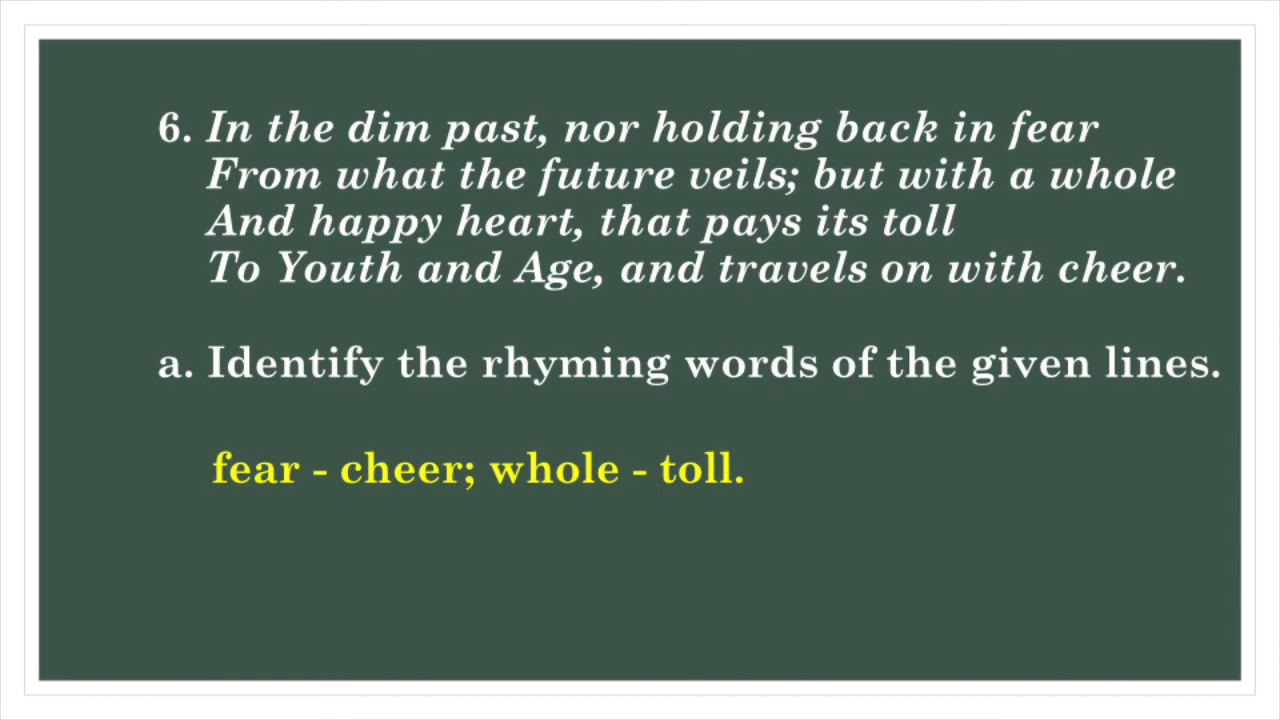 6. In the dim past, nor holding back in fear
From what the future veils; but with a whole
And happy heart, that pays its toll
To Youth and Age, and travels on with cheer.
a. Identify the rhyming words of the given lines.
fear - cheer; whole - toll.